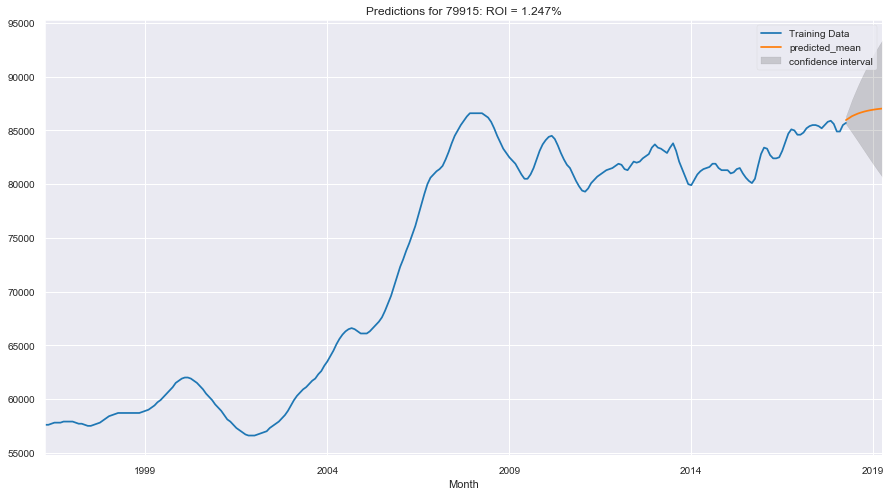 Predictions for 79915: ROI = 1.247%
95000
90000
85000
80000
75000
70000
65000
60000
55000
Training Data
predicted_mean
confidence interval
1999
2004
2009
2014
2019
Month